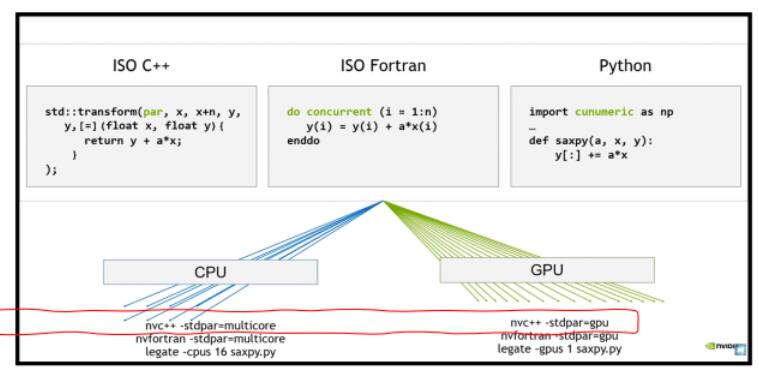 ISO C++
std::transform(par, x, x+n, y,
y,[=](float x, float y){
return y + a*x;
}
);
ISO Fortran
do concurrent (i = 1:n)
y(i) = y(i) + a*x(i)
enddo
Python
import cunumeric as np
…
def saxpy(a, x, y):
y[:] += a*x
CPU
GPU
nvc++ -stdpar=multicore
nvfortran -stdpar=multicore
legate -cpus 16 saxpy.py
nvc++ -stdpar=gpu
nvfortran -stdpar=gpu
legate -gpus 1 saxpy.py